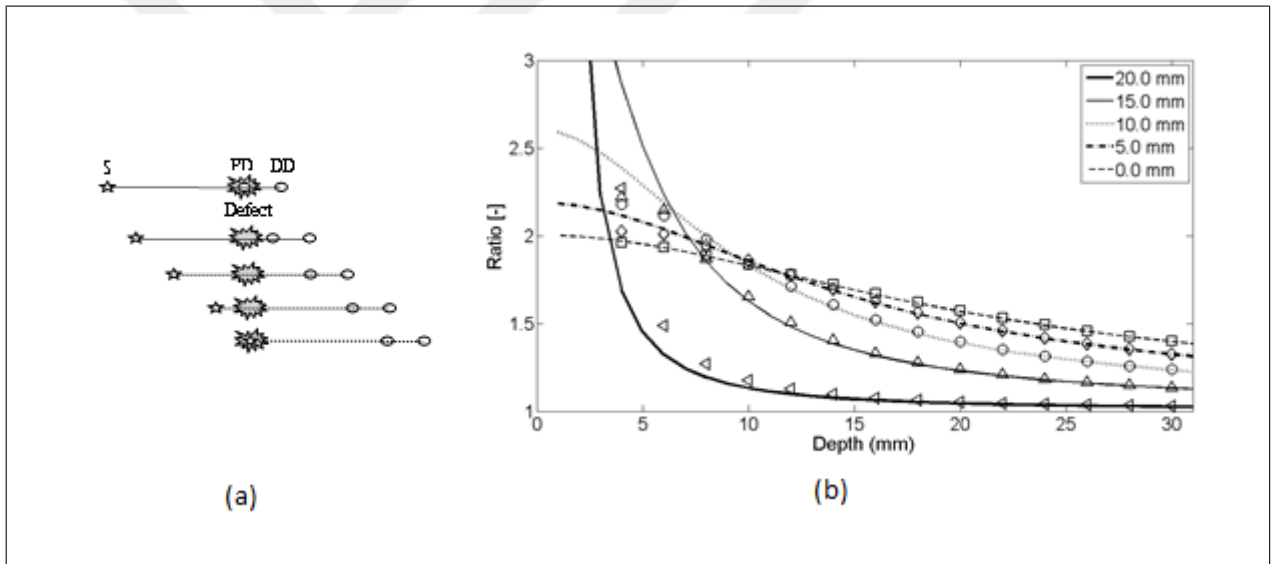 S PD DD
Defect
(a)
3
2.5
2
1.5
1
Ratio [-]
0 5 10 15 20 25 30
Depth (mm)
20.0 mm
15.0 mm
10.0 mm
5.0 mm
0.0 mm
(b)